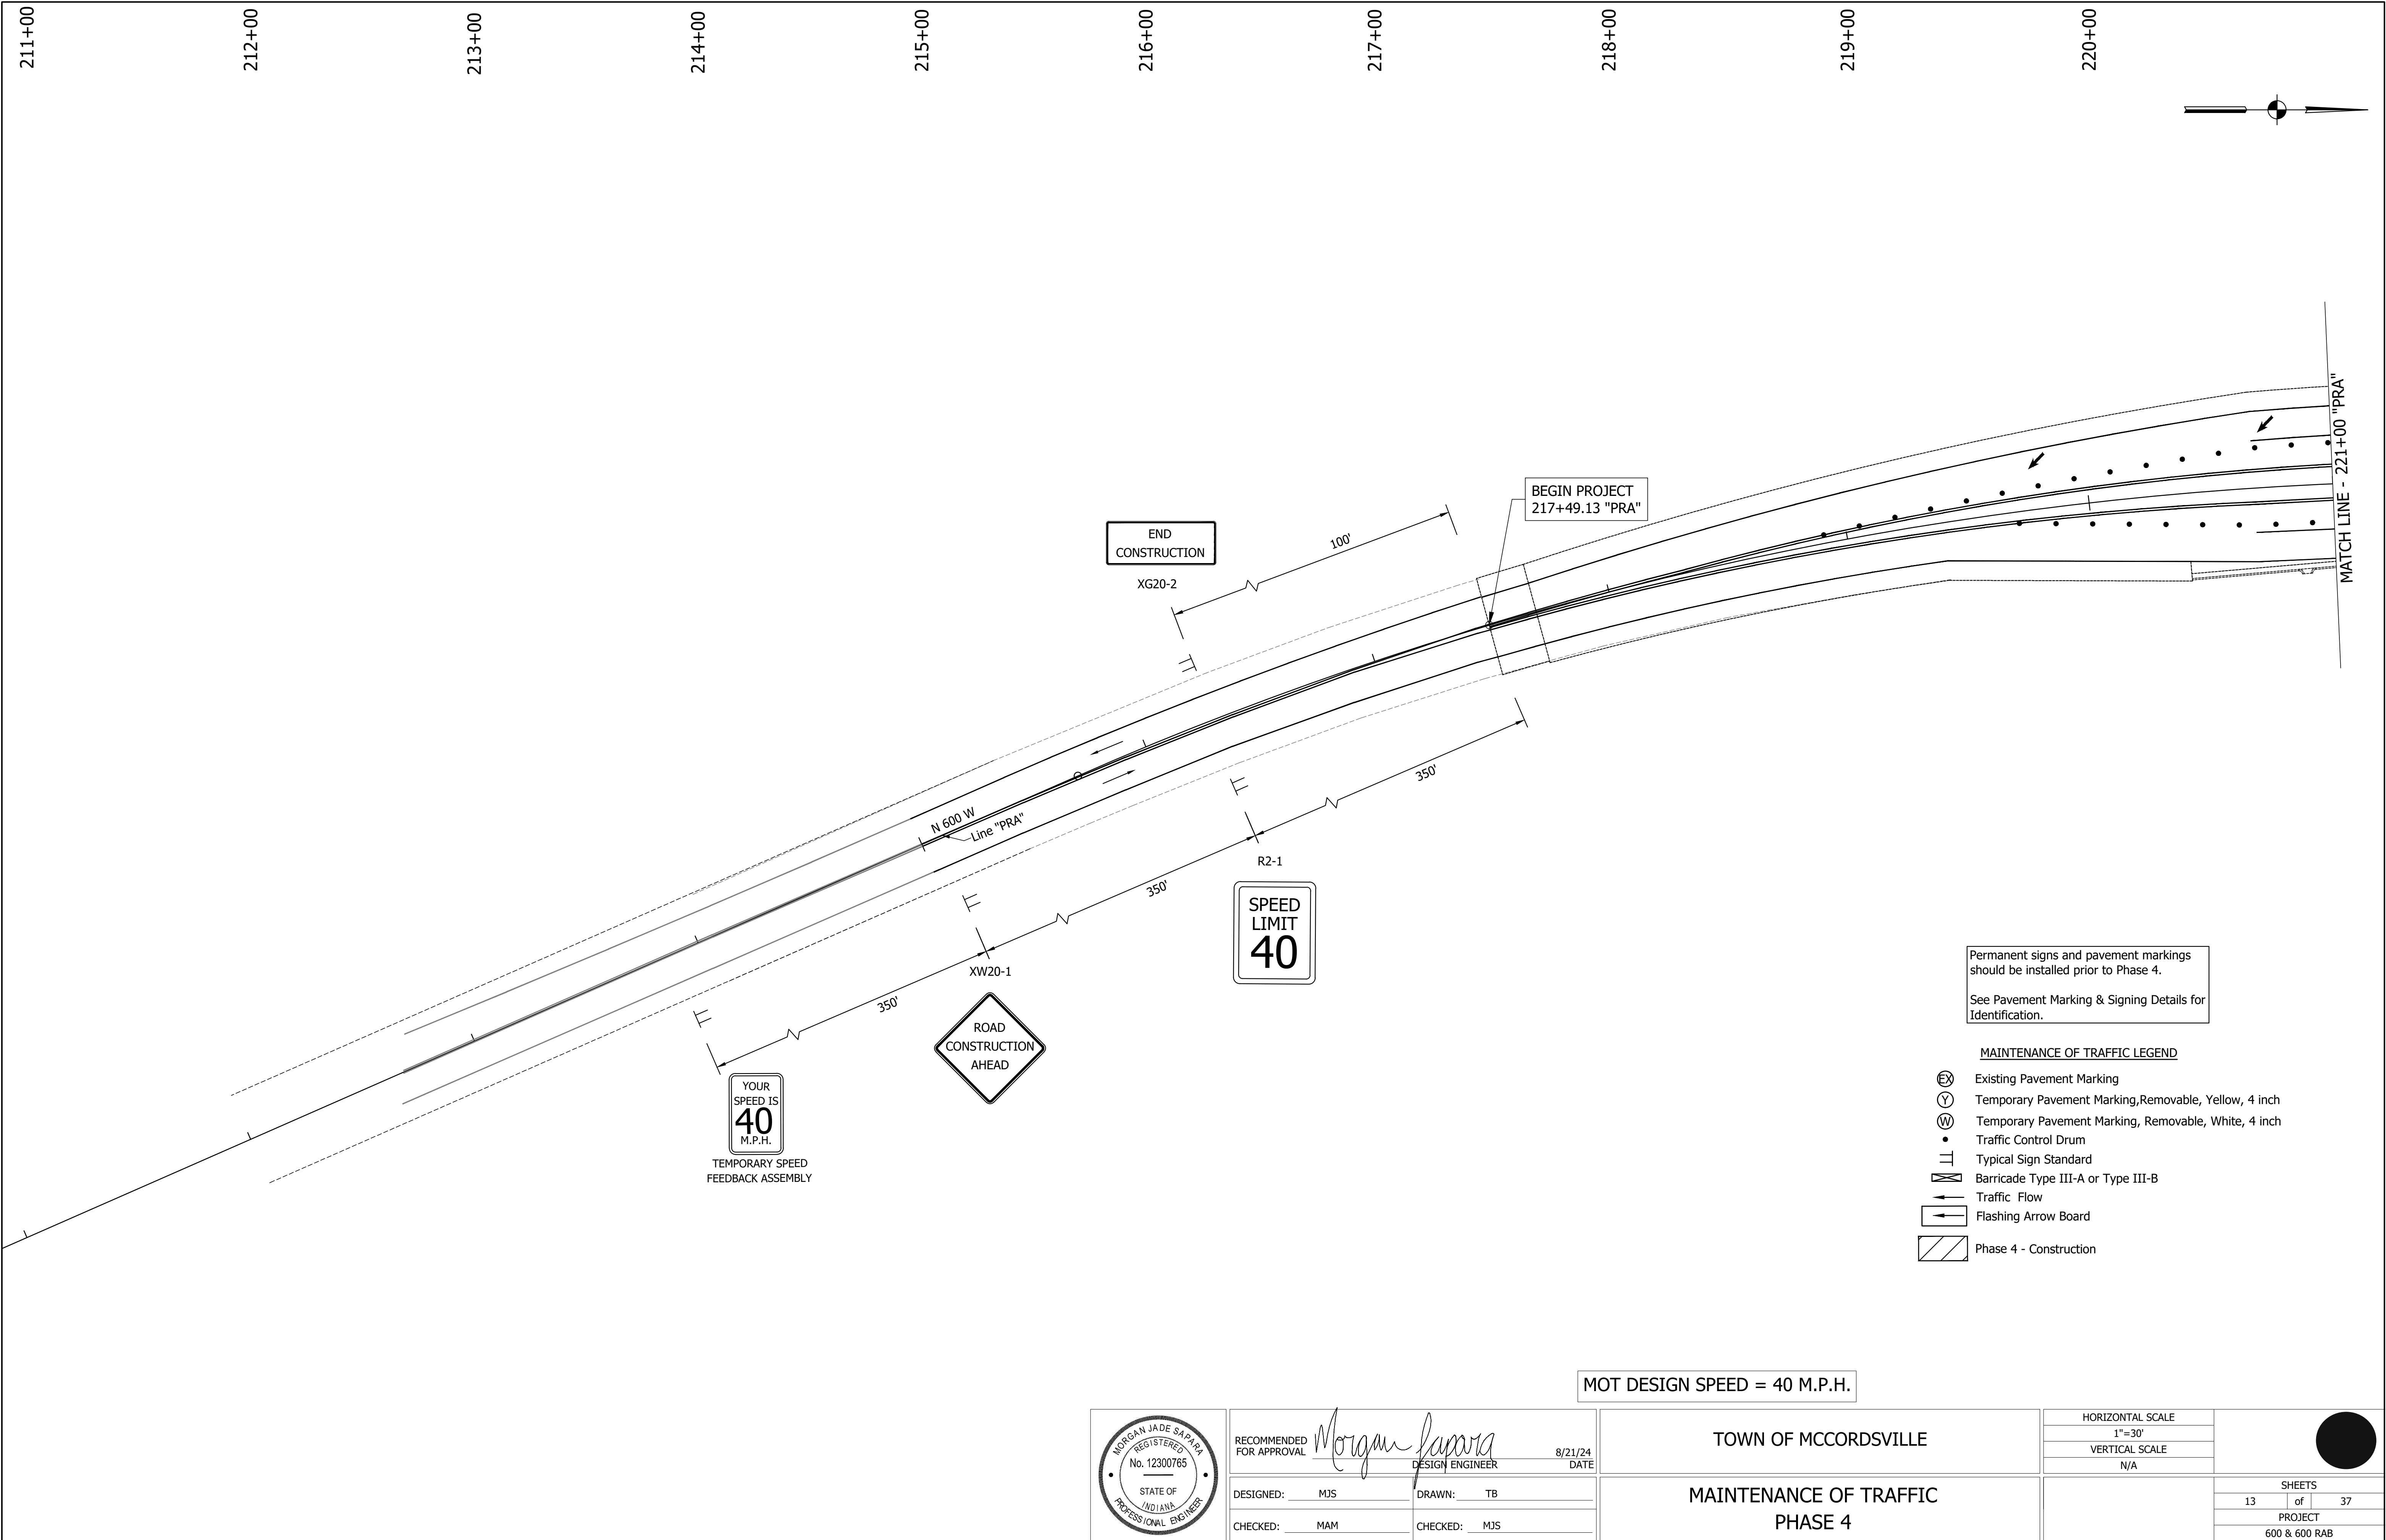 211+00
212+00
213+00
214+00
215+00
216+00
217+00
218+00
219+00
220+00
MATCH LINE - 221+00 "PRA"
BEGIN PROJECT
217+49.13 "PRA"
END
CONSTRUCTION
XG20-2
100'
N 600 W
Line "PRA"
350'
R2-1
SPEED
LIMIT
40
350'
XW20-1
ROAD
CONSTRUCTION
AHEAD
350'
YOUR
SPEED IS
40
M.P.H.
TEMPORARY SPEED
FEEDBACK ASSEMBLY
Permanent signs and pavement markings
should be installed prior to Phase 4.
See Pavement Marking & Signing Details for
Identification.
MAINTENANCE OF TRAFFIC LEGEND
EX Existing Pavement Marking
Y Temporary Pavement Marking,Removable, Yellow, 4 inch
W Temporary Pavement Marking, Removable, White, 4 inch
Traffic Control Drum
Typical Sign Standard
Barricade Type III-A or Type III-B
Traffic Flow
Flashing Arrow Board
Phase 4 - Construction
MOT DESIGN SPEED = 40 M.P.H.
MORGAN JADE SAPARA
REGISTERED
No. 12300765
STATE OF
INDIANA
PROFESSIONAL ENGINEER
RECOMMENDED
FOR APPROVAL
Morgan Sapara
8/21/24
DESIGN ENGINEER
DATE
DESIGNED: MJS
DRAWN: TB
CHECKED: MAM
CHECKED: MJS
TOWN OF MCCORDSVILLE
MAINTENANCE OF TRAFFIC
PHASE 4
HORIZONTAL SCALE
1"=30'
VERTICAL SCALE
N/A
SHEETS
13 of 37
PROJECT
600 & 600 RAB